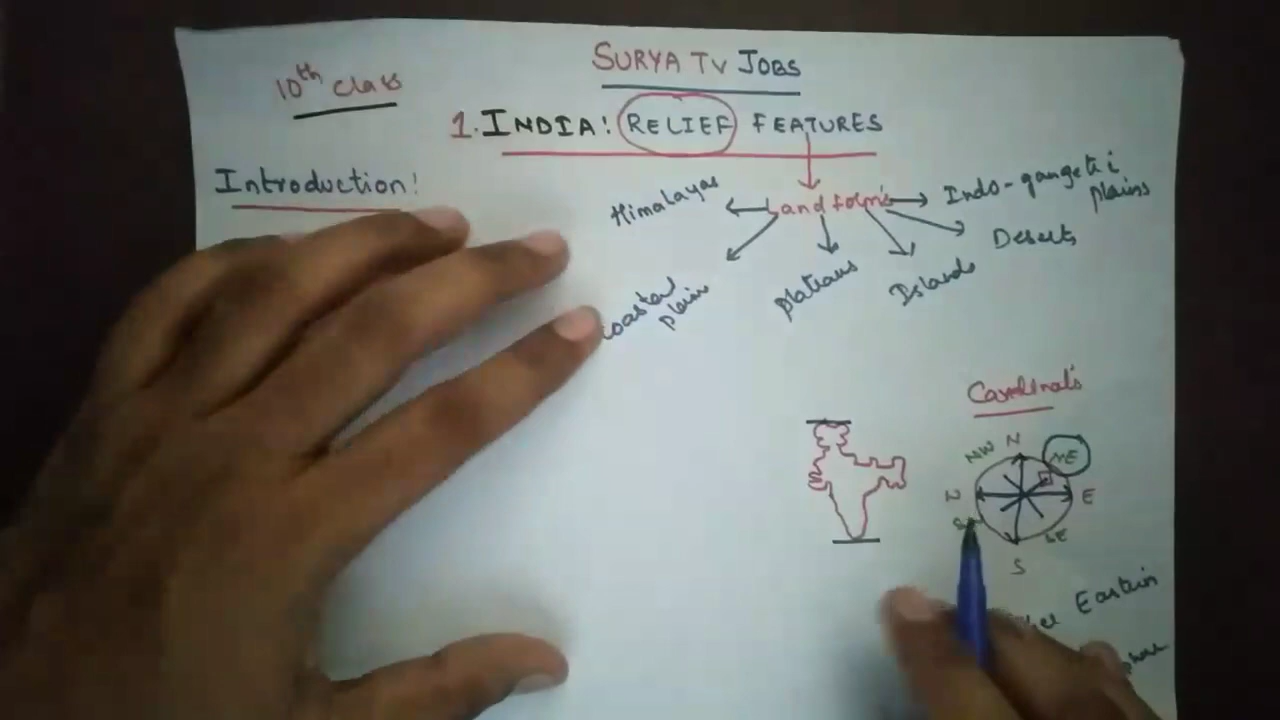 SURYA TV JOBS
10th Class
1. INDIA: RELIEF FEATURES
Introduction:
Himalayas
Landforms
Indo-gangeti
plains
Deserts
Coastal
plain
plateaus
Islands
Cardinals
NW
N
NE
E
SE
S
Eastern